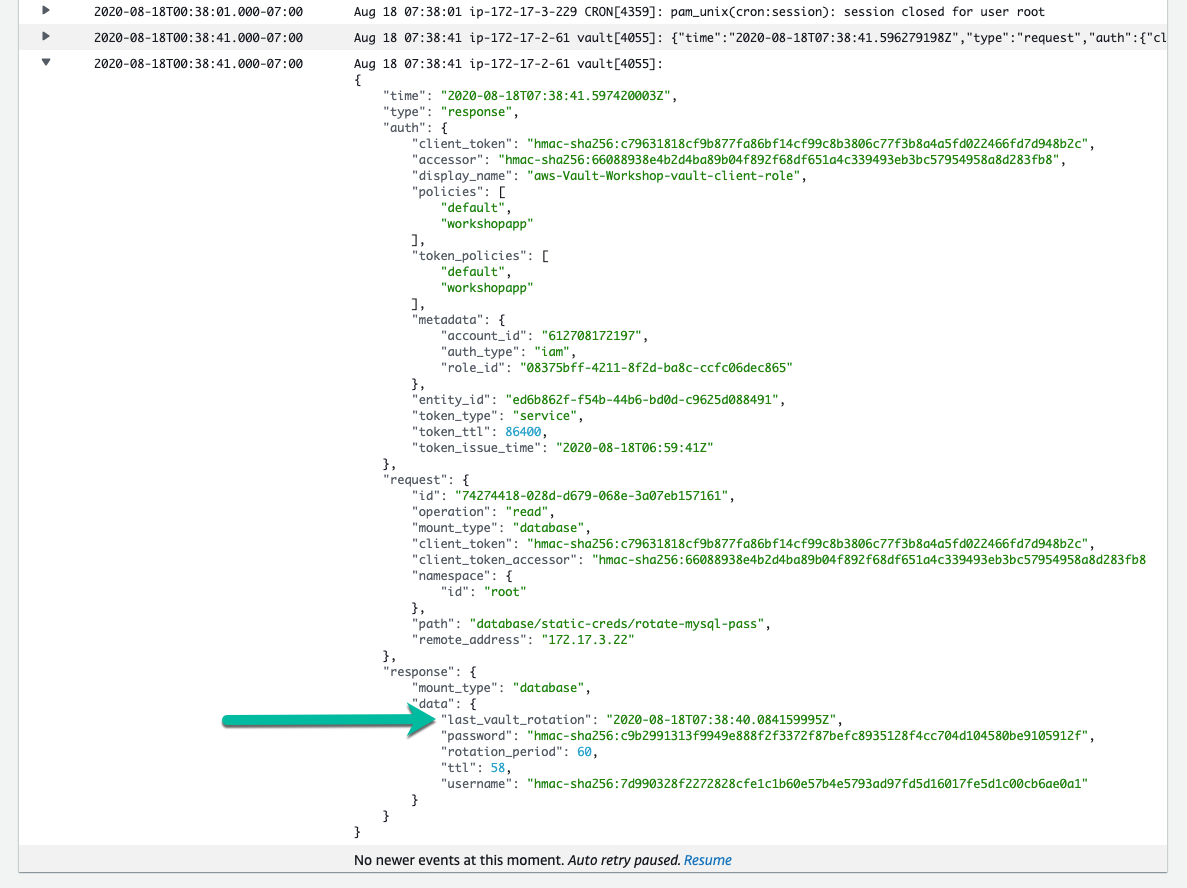 2020-08-18T00:38:01.000-07:00 Aug 18 07:38:01 ip-172-17-3-229 CRON[4359]: pam_unix(cron:session): session closed for user root
2020-08-18T00:38:41.000-07:00 Aug 18 07:38:41 ip-172-17-2-61 vault[4055]: {"time":"2020-08-18T07:38:41.596279198Z","type":"request","auth":{"cl
2020-08-18T00:38:41.000-07:00 Aug 18 07:38:41 ip-172-17-2-61 vault[4055]:
{
"time": "2020-08-18T07:38:41.597420003Z",
"type": "response",
"auth": {
"client_token": "hmac-sha256:c79631818cf9b877fa86bf14cf99c8b3806c77f3b8a4a5fd022466fd7d948b2c",
"accessor": "hmac-sha256:66088938e4b2d4ba89b04f892f68df651a4c339493eb3bc57954958a8d283fb8",
"display_name": "aws-Vault-Workshop-vault-client-role",
"policies": [
"default",
"workshopapp"
],
"token_policies": [
"default",
"workshopapp"
],
"metadata": {
"account_id": "612708172197",
"auth_type": "iam",
"role_id": "08375bff-4211-8f2d-ba8c-ccfc06dec865"
},
"entity_id": "ed6b862f-f54b-44b6-bd0d-c9625d088491",
"token_type": "service",
"token_ttl": 86400,
"token_issue_time": "2020-08-18T06:59:41Z"
},
"request": {
"id": "74274418-028d-d679-068e-3a07eb157161",
"operation": "read",
"mount_type": "database",
"client_token": "hmac-sha256:c79631818cf9b877fa86bf14cf99c8b3806c77f3b8a4a5fd022466fd7d948b2c",
"client_token_accessor": "hmac-sha256:66088938e4b2d4ba89b04f892f68df651a4c339493eb3bc57954958a8d283fb8
"namespace": {
"id": "root"
},
"path": "database/static-creds/rotate-mysql-pass",
"remote_address": "172.17.3.22"
},
"response": {
"mount_type": "database",
"data": {
"last_vault_rotation": "2020-08-18T07:38:40.084159995Z",
"password": "hmac-sha256:c9b2991313f9949e888f2f3372f87befc8935128f4cc704d104580be9105912f",
"rotation_period": 60,
"ttl": 58,
"username": "hmac-sha256:7d990328f2272828cfe1c1b60e57b4e5793ad97fd5d16017fe5d1c00cb6ae0a1"
}
}
}
No newer events at this moment. Auto retry paused. Resume